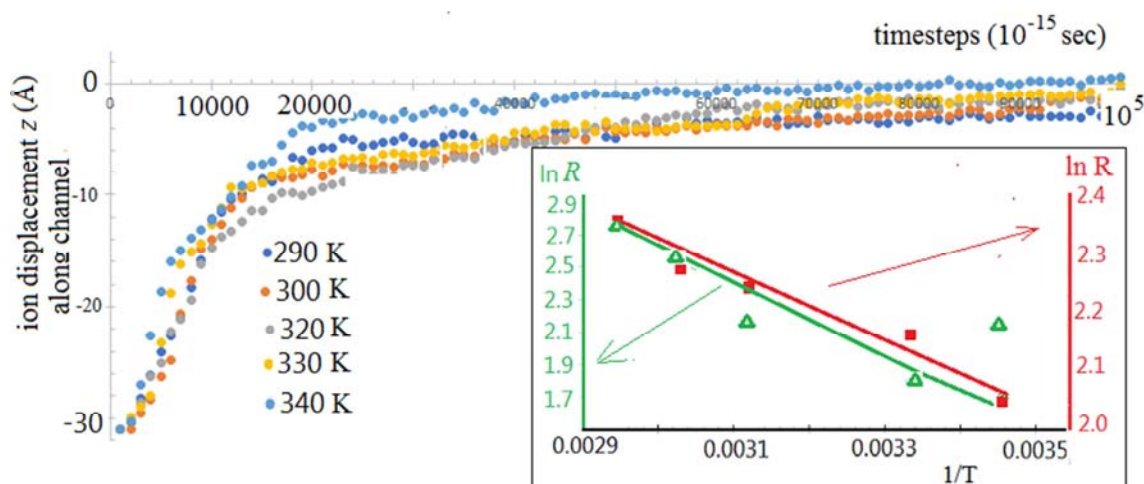 timesteps (10⁻¹⁵ sec)
0
0 10000 20000 40000 60000 70000 80000 90000 10⁵
-10
-20
-30
ion displacement z (Å)
along channel
290 K
300 K
320 K
330 K
340 K
ln R
2.9
2.7
2.5
2.3
2.1
1.9
1.7
ln R
2.4
2.3
2.2
2.1
2.0
0.0029 0.0031 0.0033 0.0035
1/T